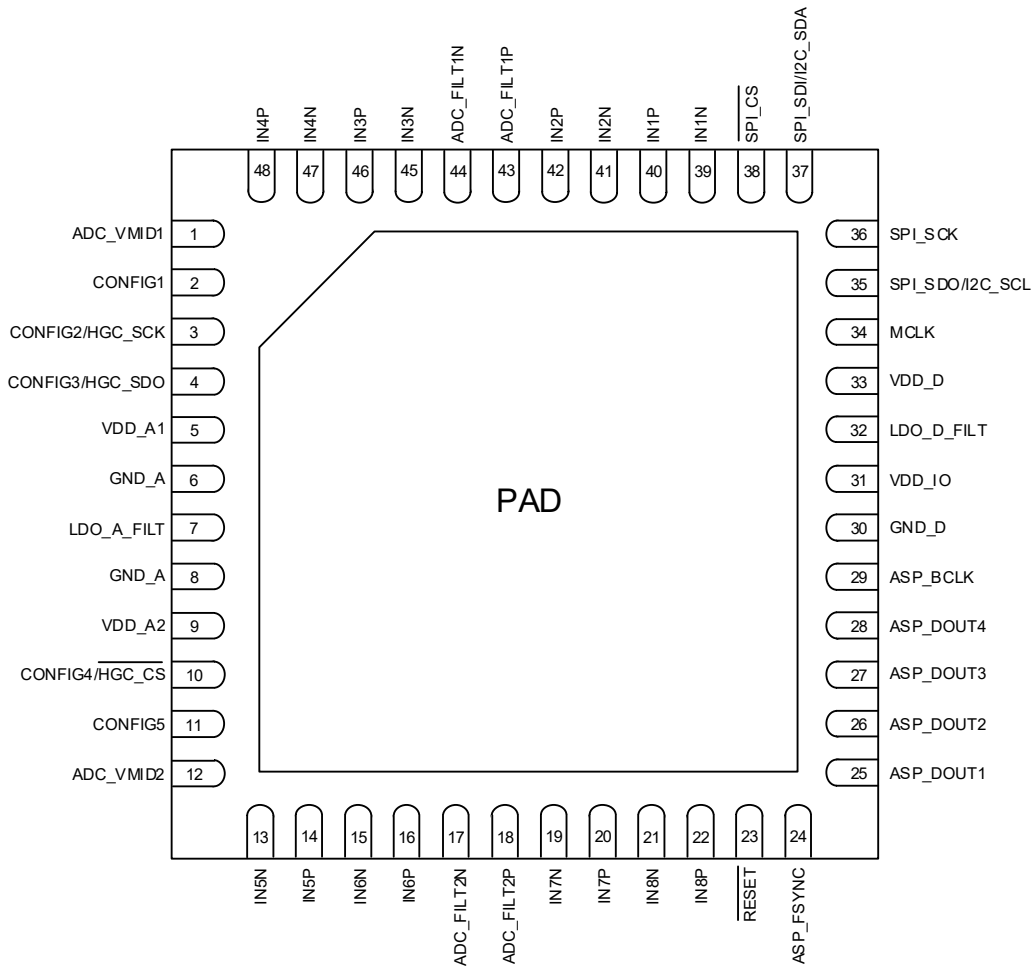 IN4P
IN4N
IN3P
IN3N
ADC_FILT1N
ADC_FILT1P
IN2P
IN2N
IN1P
IN1N
SPI_CS
SPI_SDI/I2C_SDA
48
47
46
45
44
43
42
41
40
39
38
37
ADC_VMID1 1
CONFIG1 2
CONFIG2/HGC_SCK 3
CONFIG3/HGC_SDO 4
VDD_A1 5
GND_A 6
LDO_A_FILT 7
GND_A 8
VDD_A2 9
CONFIG4/HGC_CS 10
CONFIG5 11
ADC_VMID2 12
PAD
36 SPI_SCK
35 SPI_SDO/I2C_SCL
34 MCLK
33 VDD_D
32 LDO_D_FILT
31 VDD_IO
30 GND_D
29 ASP_BCLK
28 ASP_DOUT4
27 ASP_DOUT3
26 ASP_DOUT2
25 ASP_DOUT1
13
14
15
16
17
18
19
20
21
22
23
24
IN5N
IN5P
IN6N
IN6P
ADC_FILT2N
ADC_FILT2P
IN7N
IN7P
IN8N
IN8P
RESET
ASP_FSYNC